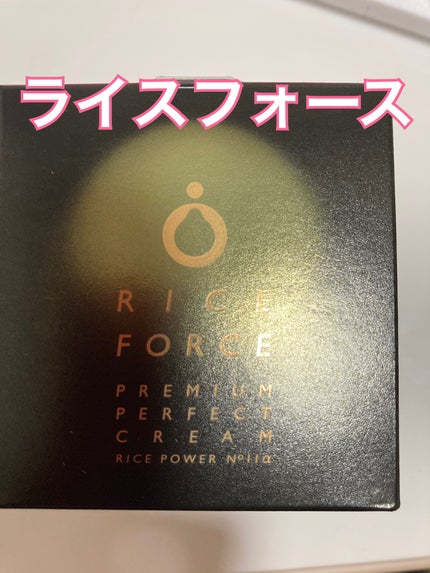 ライスフォース
RICE
FORCE
PREMIUM
PERFECT
CREAM
RICE POWER Nº11α